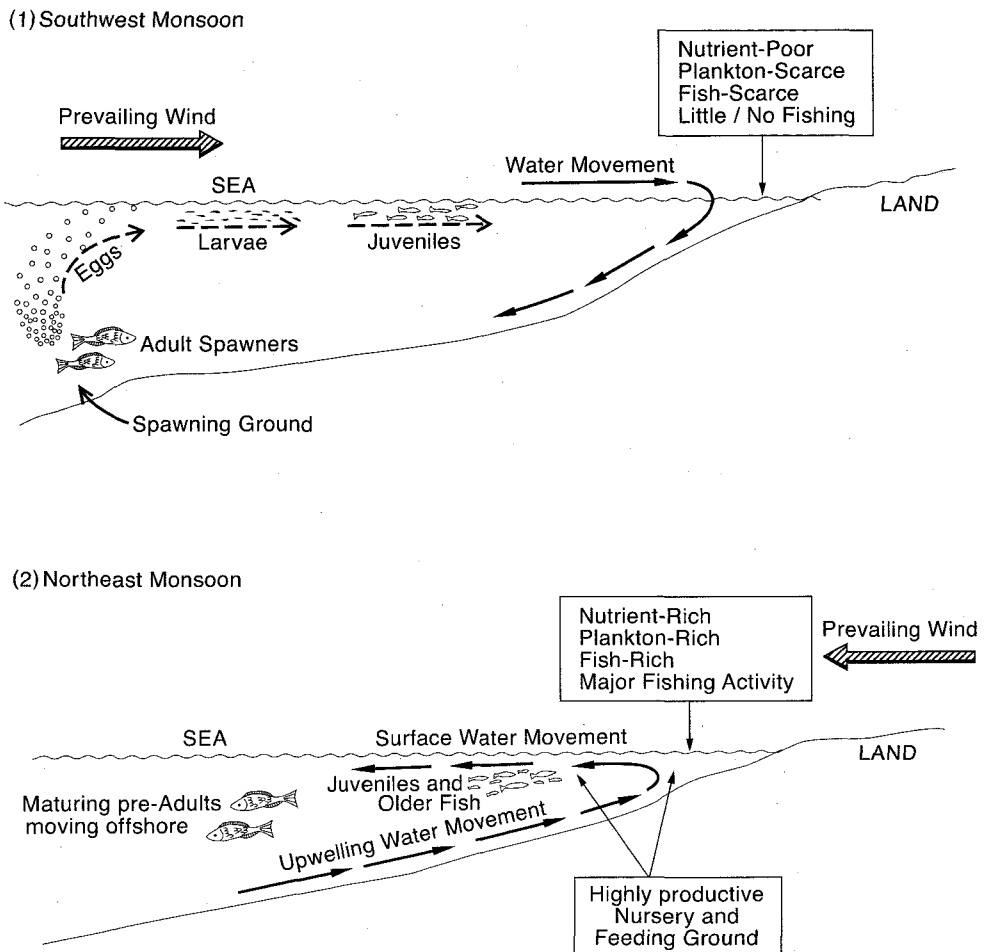 (1) Southwest Monsoon
Nutrient-Poor
Plankton-Scarce
Fish-Scarce
Little / No Fishing
Prevailing Wind
Water Movement
SEA
LAND
Larvae
Juveniles
Eggs
Adult Spawners
Spawning Ground
(2) Northeast Monsoon
Nutrient-Rich
Plankton-Rich
Fish-Rich
Major Fishing Activity
Prevailing Wind
SEA
Surface Water Movement
LAND
Juveniles and
Older Fish
Maturing pre-Adults
moving offshore
Upwelling Water Movement
Highly productive
Nursery and
Feeding Ground